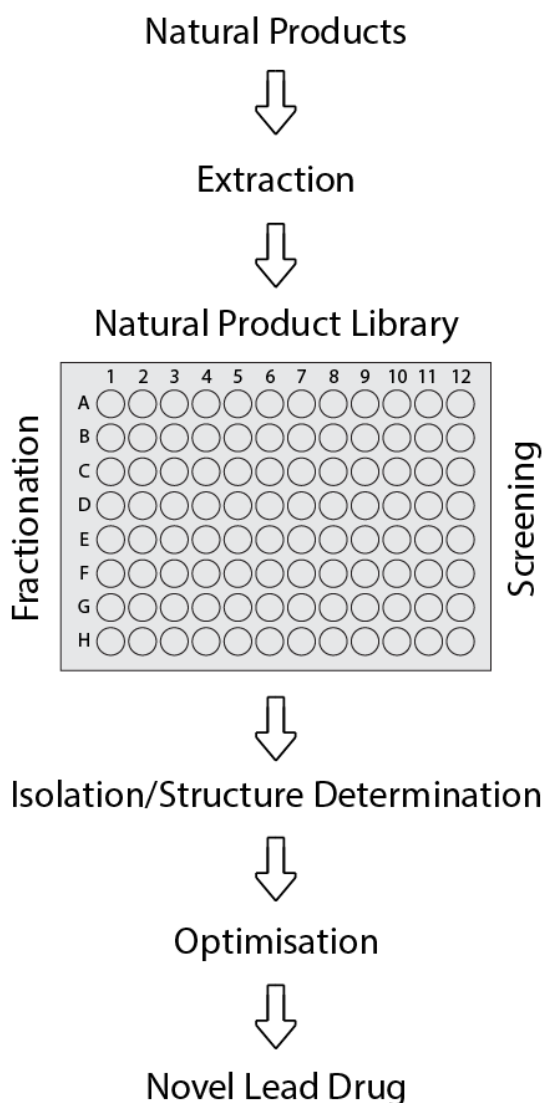 Natural Products
Extraction
Natural Product Library
Fractionation
1 2 3 4 5 6 7 8 9 10 11 12
A
B
C
D
E
F
G
H
Screening
Isolation/Structure Determination
Optimisation
Novel Lead Drug